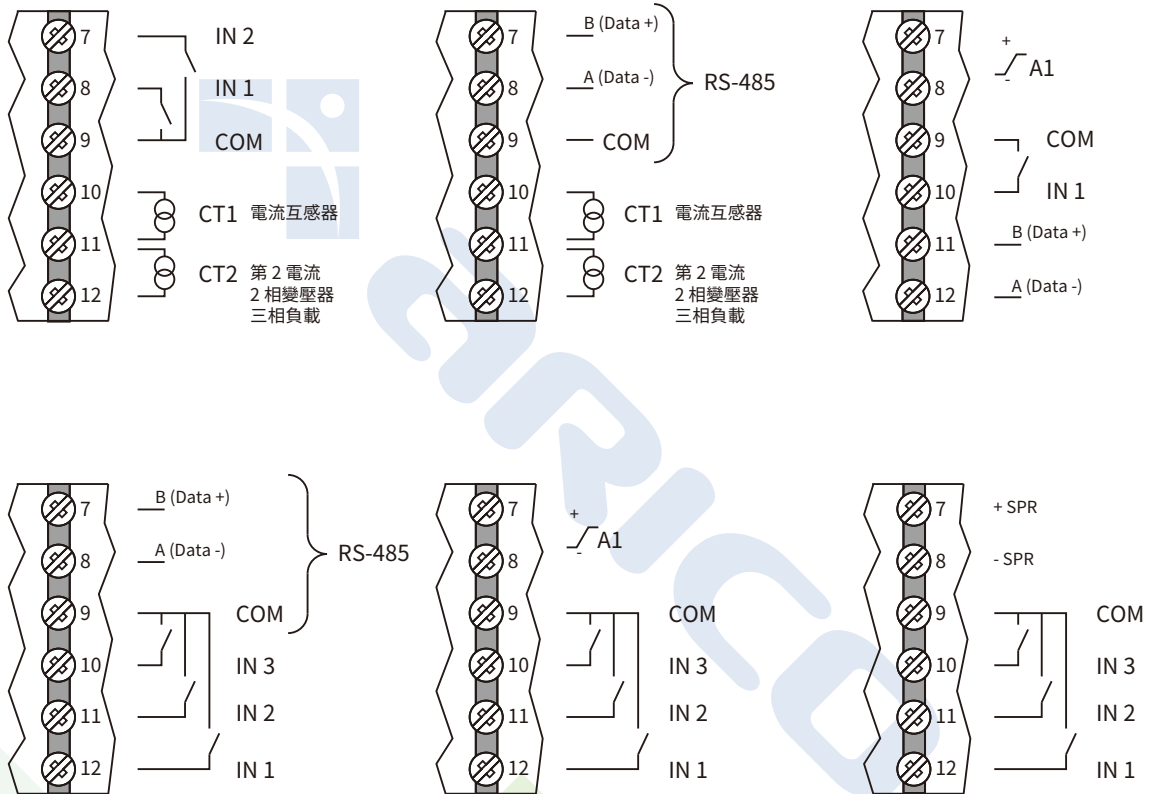 7
IN 2
8
IN 1
9
COM
10
CT1 電流互感器
11
CT2 第 2 電流
2 相變壓器
三相負載
12
7
B (Data +)
8
A (Data -)
RS-485
9
COM
10
CT1 電流互感器
11
CT2 第 2 電流
2 相變壓器
三相負載
12
7
+
A1
-
8
9
COM
10
IN 1
11
B (Data +)
12
A (Data -)
7
B (Data +)
8
A (Data -)
RS-485
9
COM
10
IN 3
11
IN 2
12
IN 1
7
+
A1
-
8
9
COM
10
IN 3
11
IN 2
12
IN 1
7
+ SPR
8
- SPR
9
COM
10
IN 3
11
IN 2
12
IN 1
ARICO